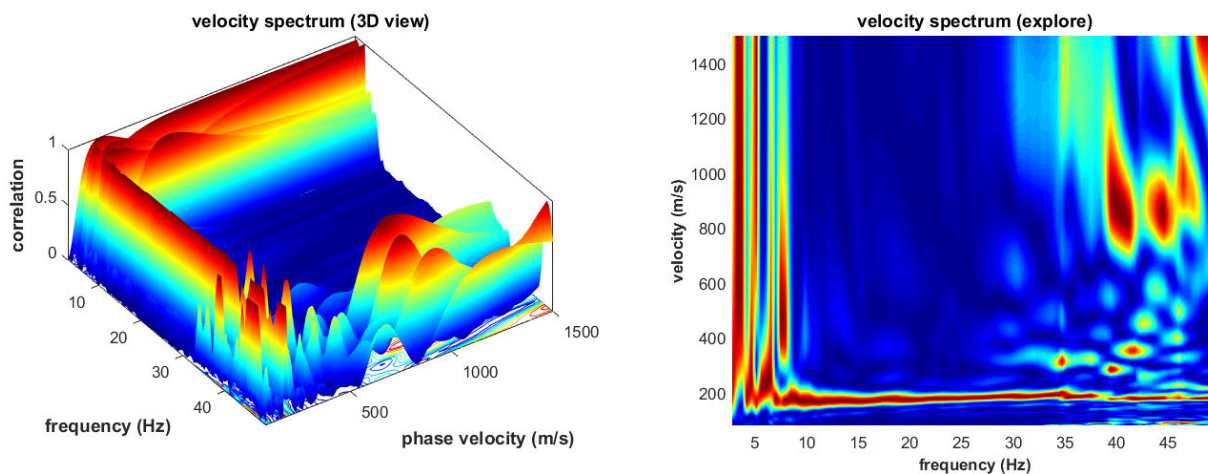 velocity spectrum (3D view)
1
0.5
0
correlation
10
20
30
40
frequency (Hz)
500
1000
1500
phase velocity (m/s)
velocity spectrum (explore)
1400
1200
1000
800
600
400
200
velocity (m/s)
5 10 15 20 25 30 35 40 45
frequency (Hz)